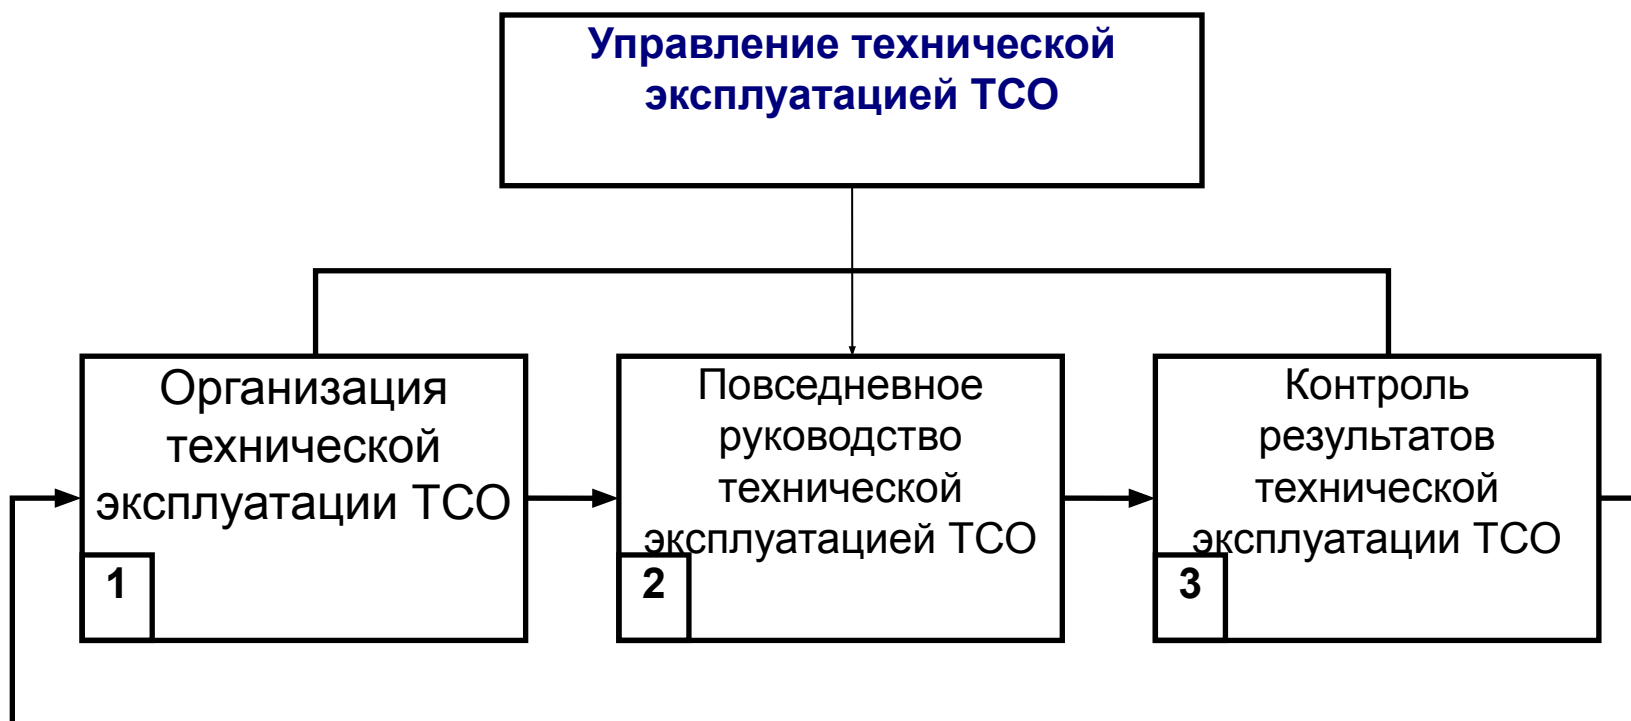 Управление технической
эксплуатацией ТСО
Организация
технической
эксплуатации ТСО
1
Повседневное
руководство
технической
эксплуатацией ТСО
2
Контроль
результатов
технической
эксплуатации ТСО
3